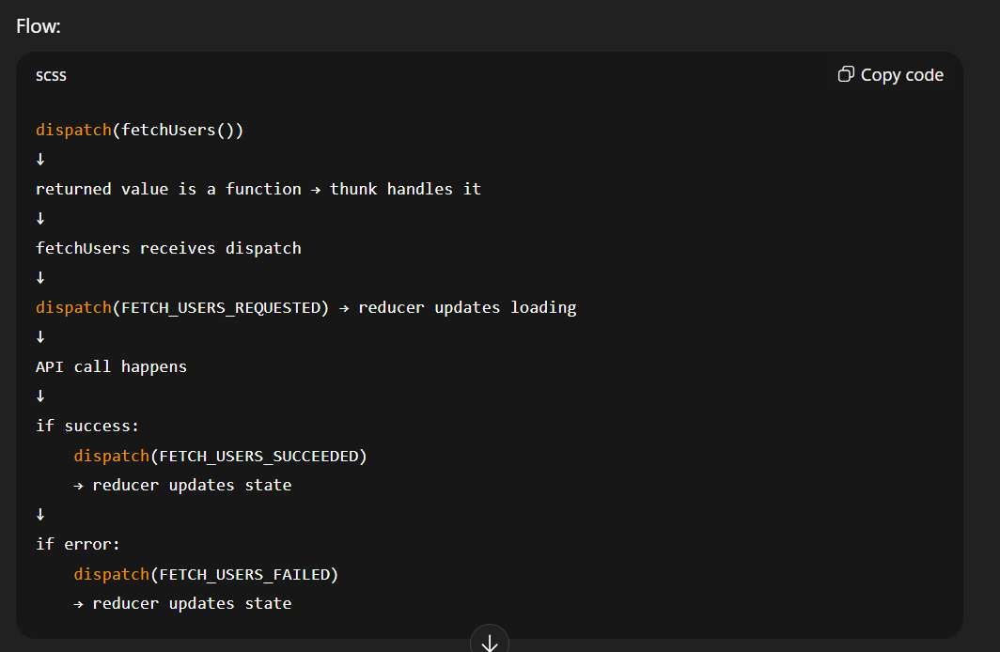 Flow:
scss
Copy code
dispatch(fetchUsers())
↓
returned value is a function → thunk handles it
↓
fetchUsers receives dispatch
↓
dispatch(FETCH_USERS_REQUESTED) → reducer updates loading
↓
API call happens
↓
if success:
    dispatch(FETCH_USERS_SUCCEEDED)
    → reducer updates state
↓
if error:
    dispatch(FETCH_USERS_FAILED)
    → reducer updates state